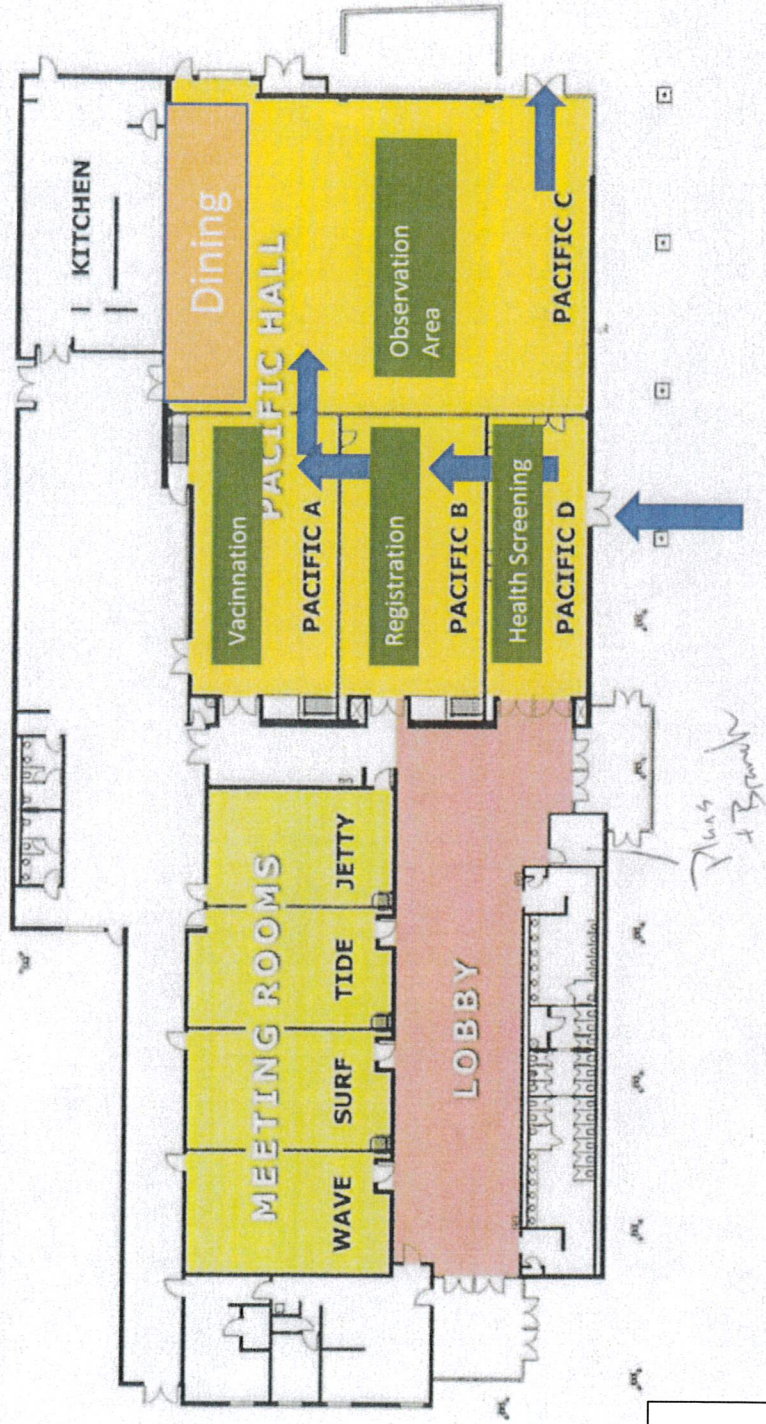 KITCHEN
Dining
PACIFIC HALL
Observation
Area
PACIFIC C
Vacinnation
PACIFIC A
Registration
PACIFIC B
Health Screening
PACIFIC D
MEETING ROOMS
WAVE
SURF
TIDE
JETTY
LOBBY
Plans